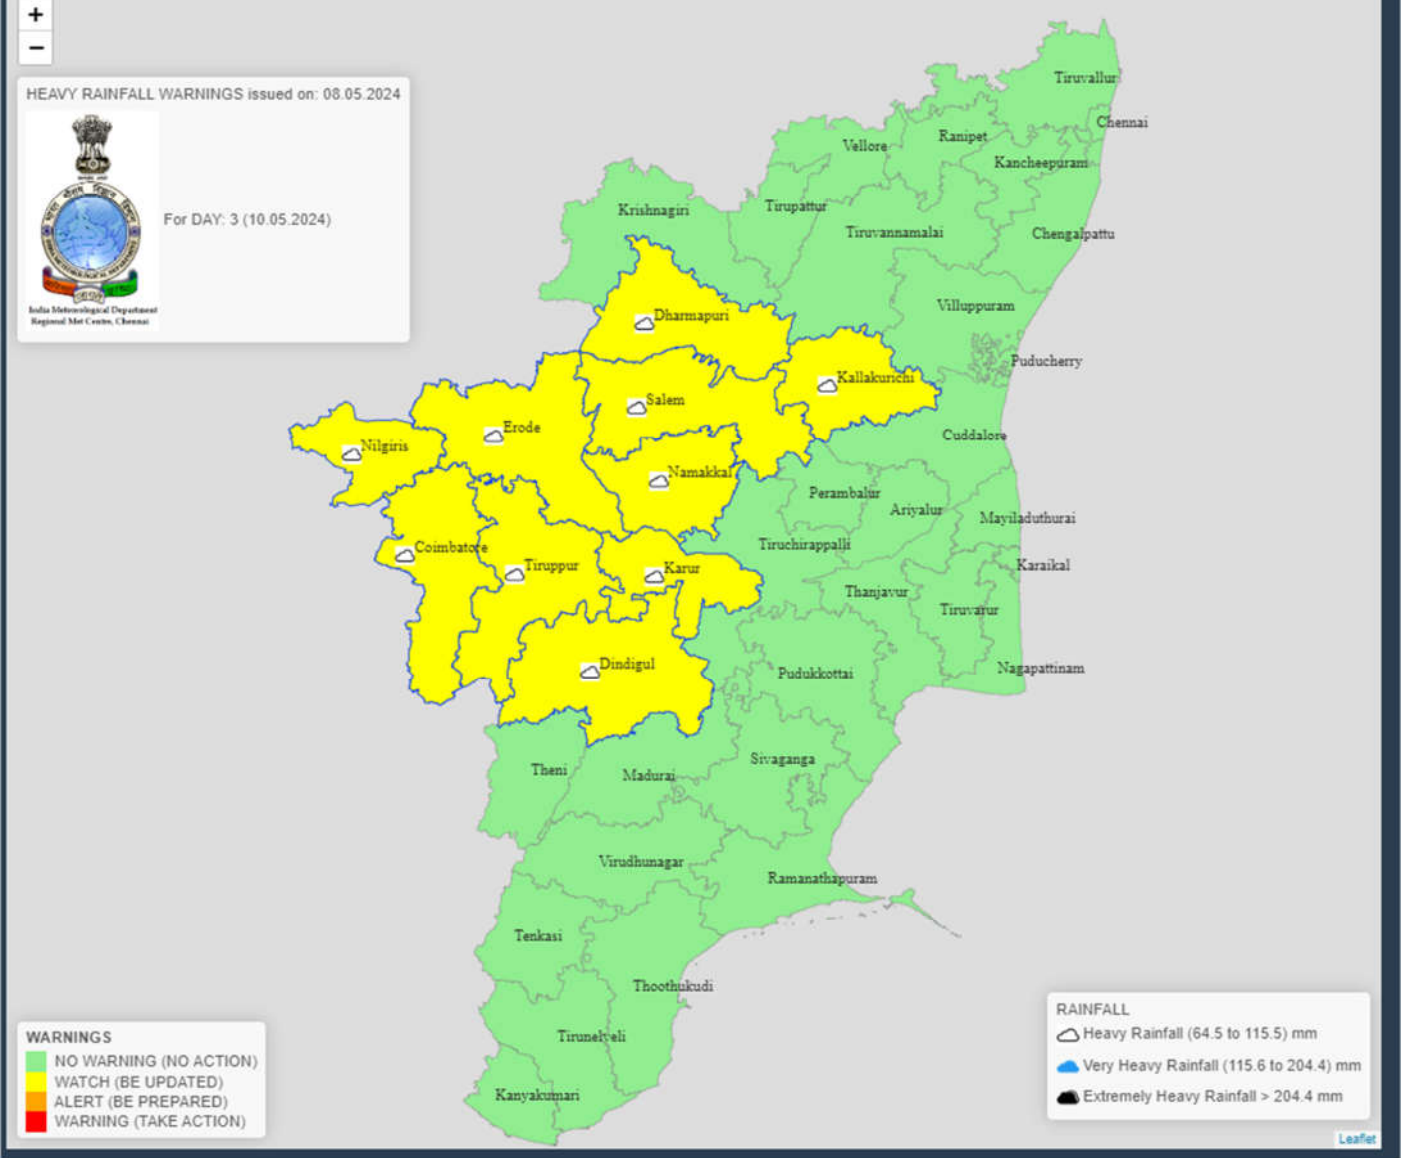 +
−
HEAVY RAINFALL WARNINGS issued on: 08.05.2024
For DAY: 3 (10.05.2024)
India Meteorological Department
Regional Met Centre, Chennai
Tiruvallur
Chennai
Ranipet
Vellore
Kancheepuram
Krishnagiri
Tirupattur
Tiruvannamalai
Chengalpattu
Villuppuram
Dharmapuri
Puducherry
Kallakurichi
Salem
Erode
Cuddalore
Nilgiris
Namakkal
Perambalur
Ariyalur
Mayiladuthurai
Coimbatore
Tiruchirappalli
Tiruppur
Karur
Karaikal
Thanjavur
Tiruvarur
Dindigul
Pudukkottai
Nagapattinam
Sivaganga
Theni
Madurai
Virudhunagar
Ramanathapuram
Tenkasi
Thoothukudi
Tirunelveli
Kanyakumari
WARNINGS
NO WARNING (NO ACTION)
WATCH (BE UPDATED)
ALERT (BE PREPARED)
WARNING (TAKE ACTION)
RAINFALL
Heavy Rainfall (64.5 to 115.5) mm
Very Heavy Rainfall (115.6 to 204.4) mm
Extremely Heavy Rainfall > 204.4 mm
Leaflet